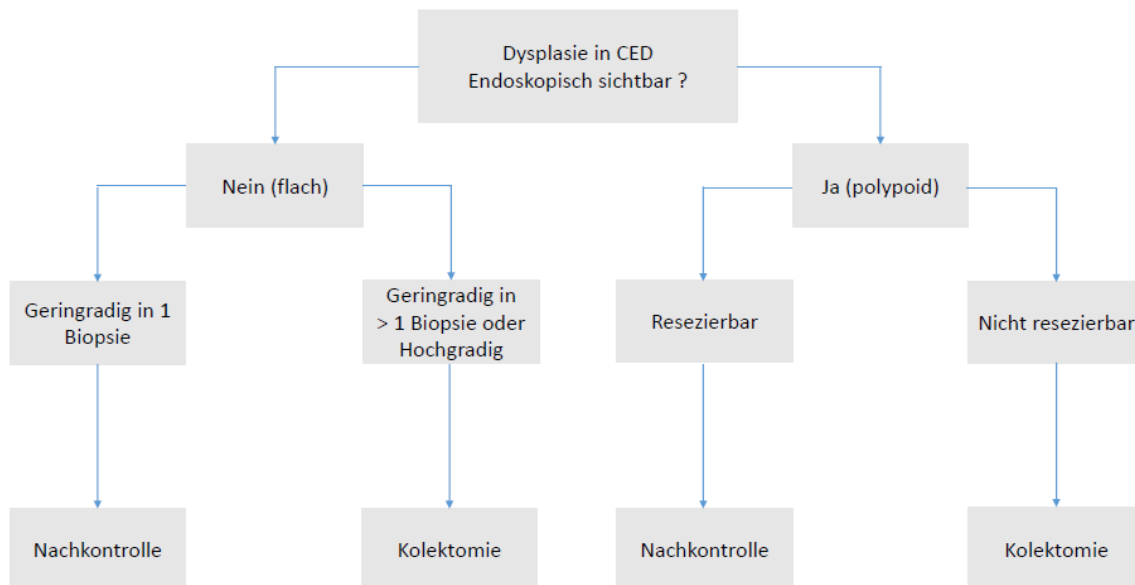 Dysplasie in CED
Endoskopisch sichtbar ?
Nein (flach)
Ja (polypoid)
Geringradig in 1
Biopsie
Geringradig in
> 1 Biopsie oder
Hochgradig
Resezierbar
Nicht resezierbar
Nachkontrolle
Kolektomie
Nachkontrolle
Kolektomie